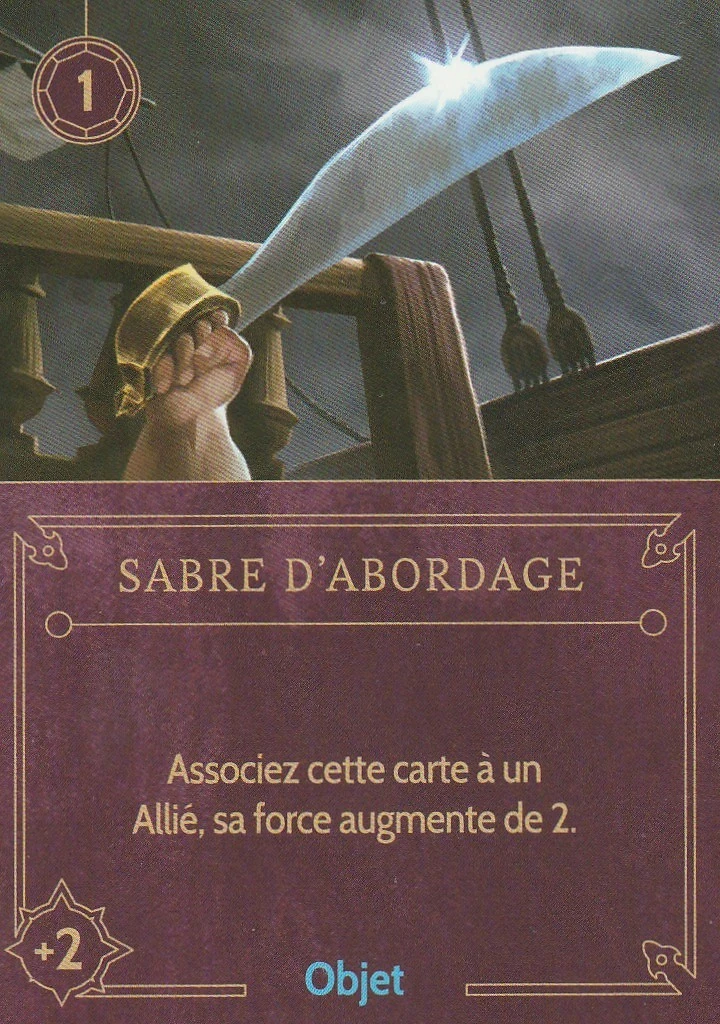 1
SABRE D'ABORDAGE
Associez cette carte à un
Allié, sa force augmente de 2.
+2
Objet